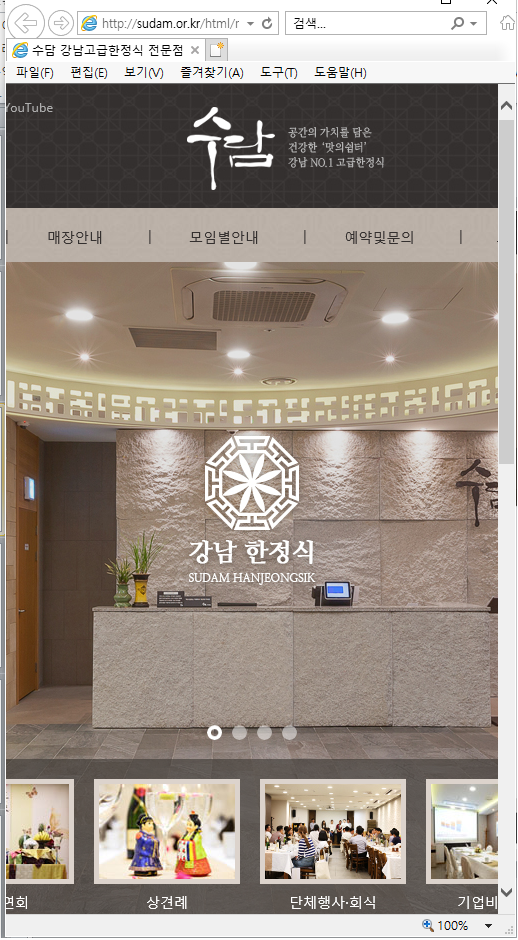 http://sudam.or.kr/html/r
검색...
수담 강남고급한정식 전문점
파일(F) 편집(E) 보기(V) 즐겨찾기(A) 도구(T) 도움말(H)
YouTube
수담
공간의 가치를 담은
건강한 '맛의쉼터'
강남 NO.1 고급한정식
| 매장안내 | 모임별안내 | 예약및문의 |
수
강남 한정식
SUDAM HANJEONGSIK
연회 상견례 단체행사·회식 기업비
100%